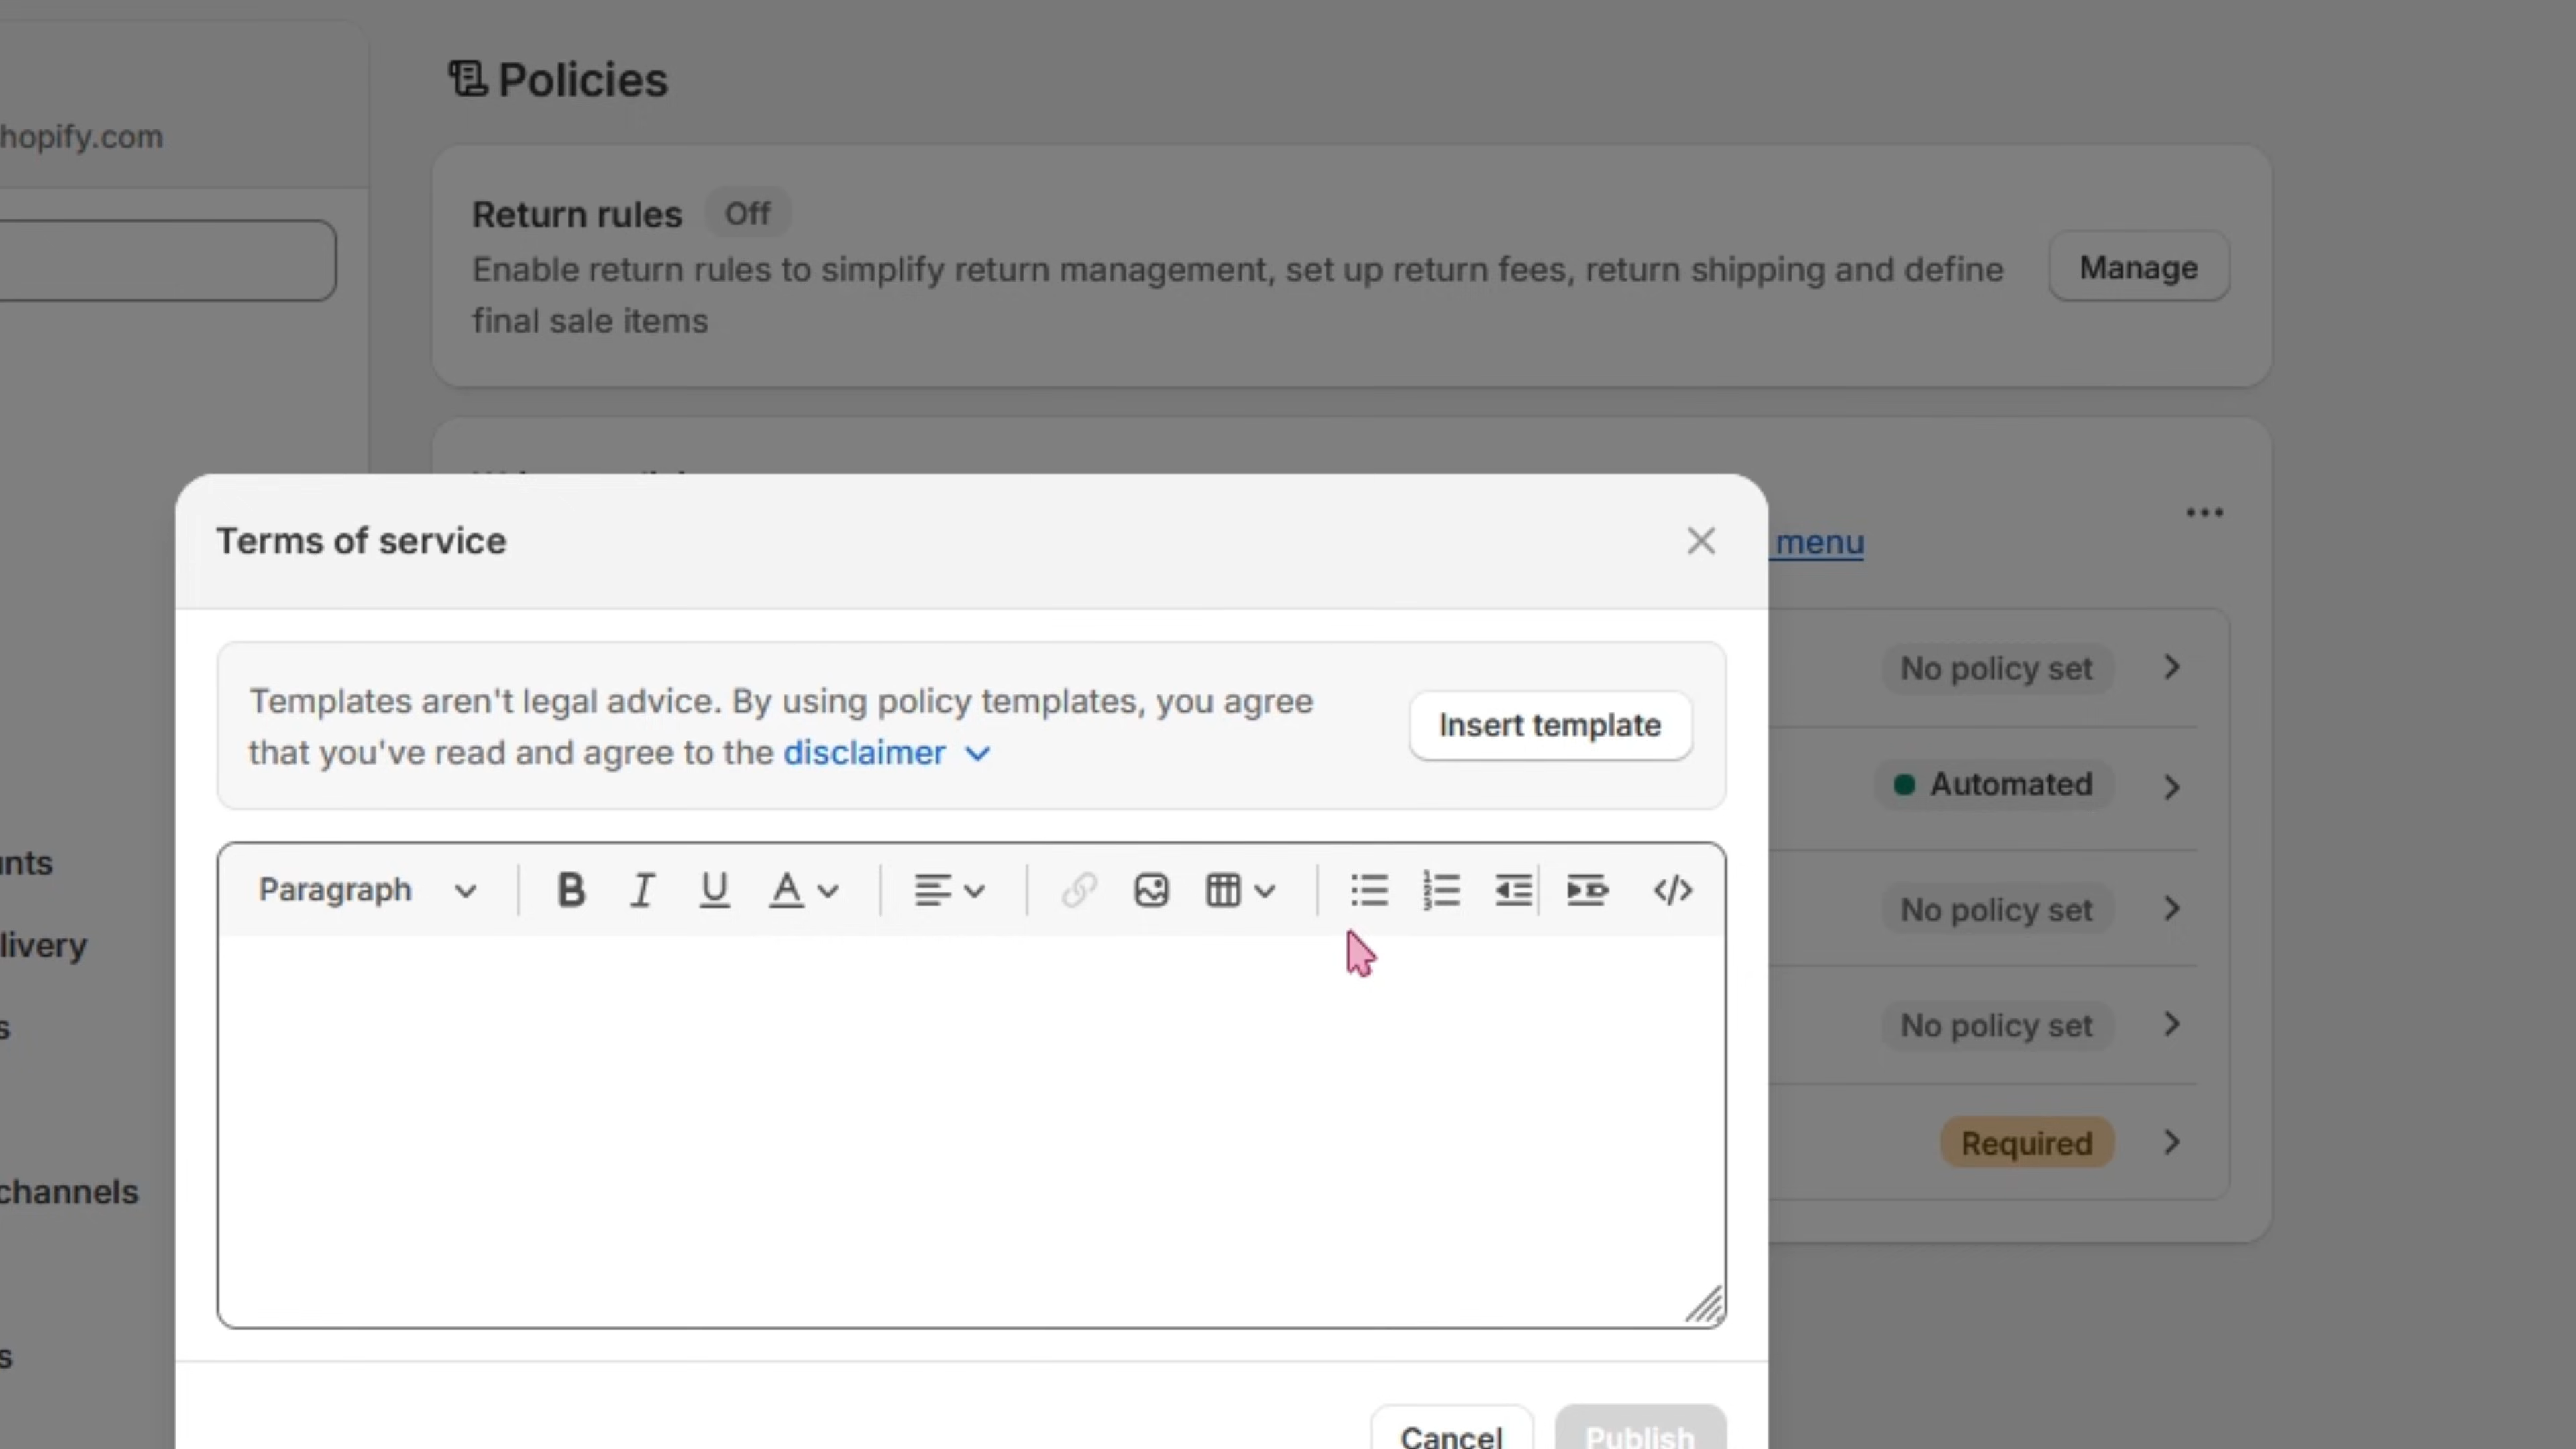 Policies
hopify.com
Return rules Off
Enable return rules to simplify return management, set up return fees, return shipping and define
final sale items
Manage
menu
Terms of service
Templates aren't legal advice. By using policy templates, you agree
that you've read and agree to the disclaimer
Insert template
Paragraph
No policy set
Automated
No policy set
No policy set
Required
unts
livery
s
channels
s
Cancel
Publish